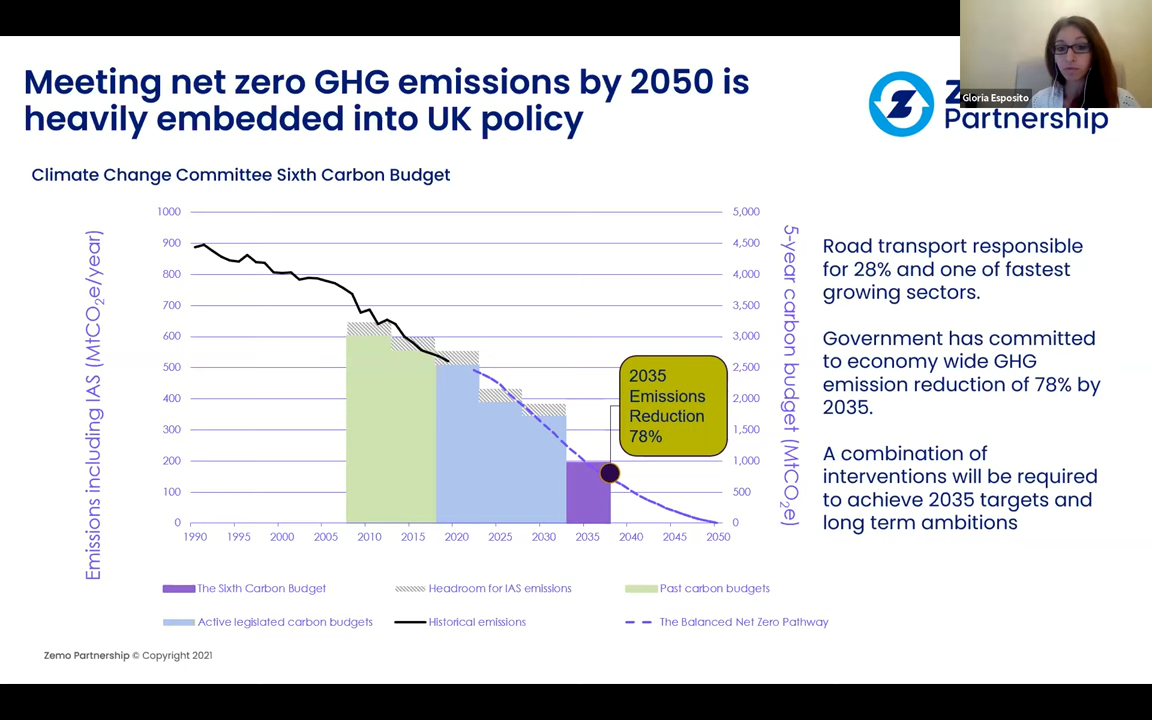 Meeting net zero GHG emissions by 2050 is
heavily embedded into UK policy
Gloria Esposito
Z
Partnership
Climate Change Committee Sixth Carbon Budget
Emissions including IAS (MtCO₂e/year)
1000
900
800
700
600
500
400
300
200
100
0
5,000
4,500
4,000
3,500
3,000
2,500
2,000
1,500
1,000
500
0
5-year carbon budget (MtCO₂e)
1990 1995 2000 2005 2010 2015 2020 2025 2030 2035 2040 2045 2050
2035
Emissions
Reduction
78%
Road transport responsible
for 28% and one of fastest
growing sectors.
Government has committed
to economy wide GHG
emission reduction of 78% by
2035.
A combination of
interventions will be required
to achieve 2035 targets and
long term ambitions
The Sixth Carbon Budget Headroom for IAS emissions Past carbon budgets
Active legislated carbon budgets Historical emissions The Balanced Net Zero Pathway
Zemo Partnership © Copyright 2021